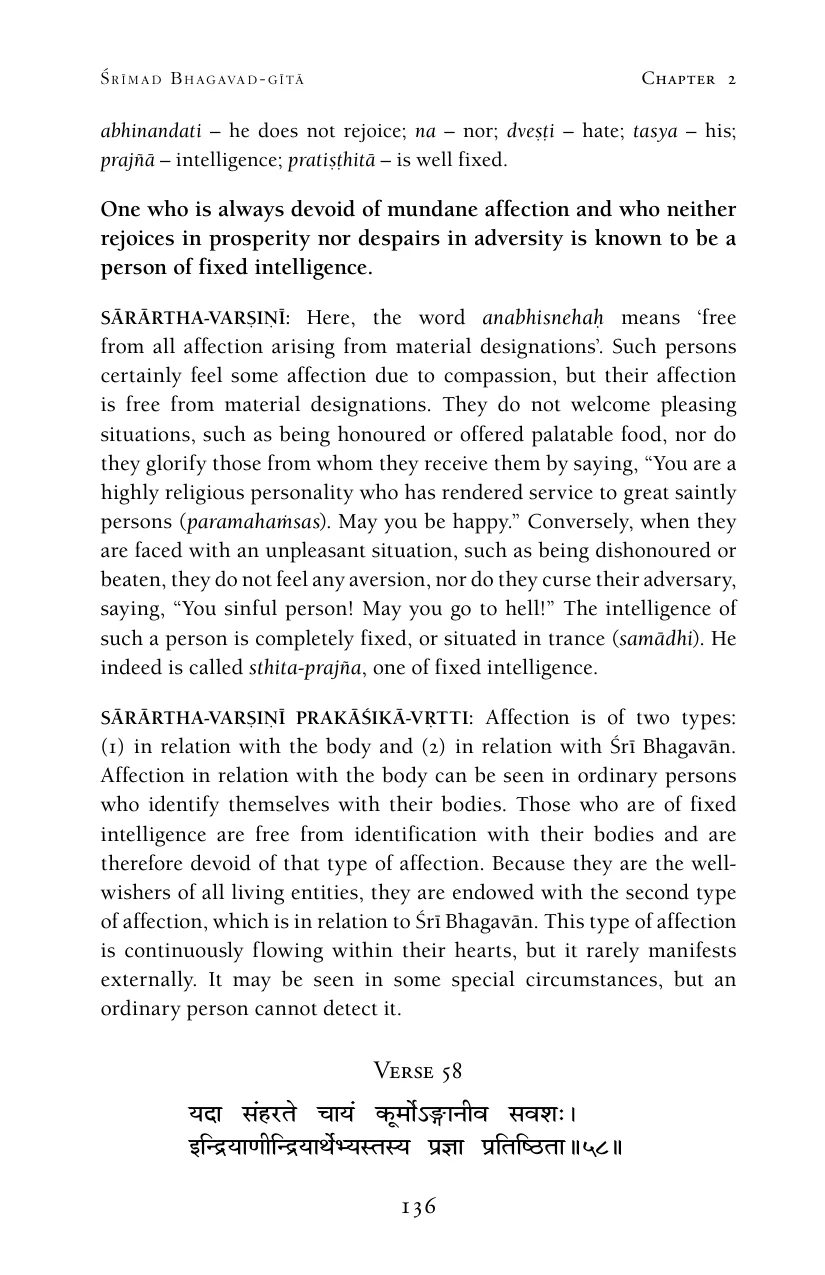 Śrīmad Bhagavad-gītā Chapter 2
abhinandati – he does not rejoice; na – nor; dveṣṭi – hate; tasya – his;
prajñā – intelligence; pratiṣṭhitā – is well fixed.
One who is always devoid of mundane affection and who neither
rejoices in prosperity nor despairs in adversity is known to be a
person of fixed intelligence.
SĀRĀRTHA-VARṢIṆĪ: Here, the word anabhisnehaḥ means ‘free
from all affection arising from material designations’. Such persons
certainly feel some affection due to compassion, but their affection
is free from material designations. They do not welcome pleasing
situations, such as being honoured or offered palatable food, nor do
they glorify those from whom they receive them by saying, “You are a
highly religious personality who has rendered service to great saintly
persons (paramahaṁsas). May you be happy.” Conversely, when they
are faced with an unpleasant situation, such as being dishonoured or
beaten, they do not feel any aversion, nor do they curse their adversary,
saying, “You sinful person! May you go to hell!” The intelligence of
such a person is completely fixed, or situated in trance (samādhi). He
indeed is called sthita-prajña, one of fixed intelligence.
SĀRĀRTHA-VARṢIṆĪ PRAKĀŚIKĀ-VṚTTI: Affection is of two types:
(1) in relation with the body and (2) in relation with Śrī Bhagavān.
Affection in relation with the body can be seen in ordinary persons
who identify themselves with their bodies. Those who are of fixed
intelligence are free from identification with their bodies and are
therefore devoid of that type of affection. Because they are the well-
wishers of all living entities, they are endowed with the second type
of affection, which is in relation to Śrī Bhagavān. This type of affection
is continuously flowing within their hearts, but it rarely manifests
externally. It may be seen in some special circumstances, but an
ordinary person cannot detect it.
Verse 58
यदा संहरते चायं कूर्मोऽङ्गानीव सवशः।
इन्द्रियाणीन्द्रियार्थेभ्यस्तस्य प्रज्ञा प्रतिष्ठिता॥५८॥
136